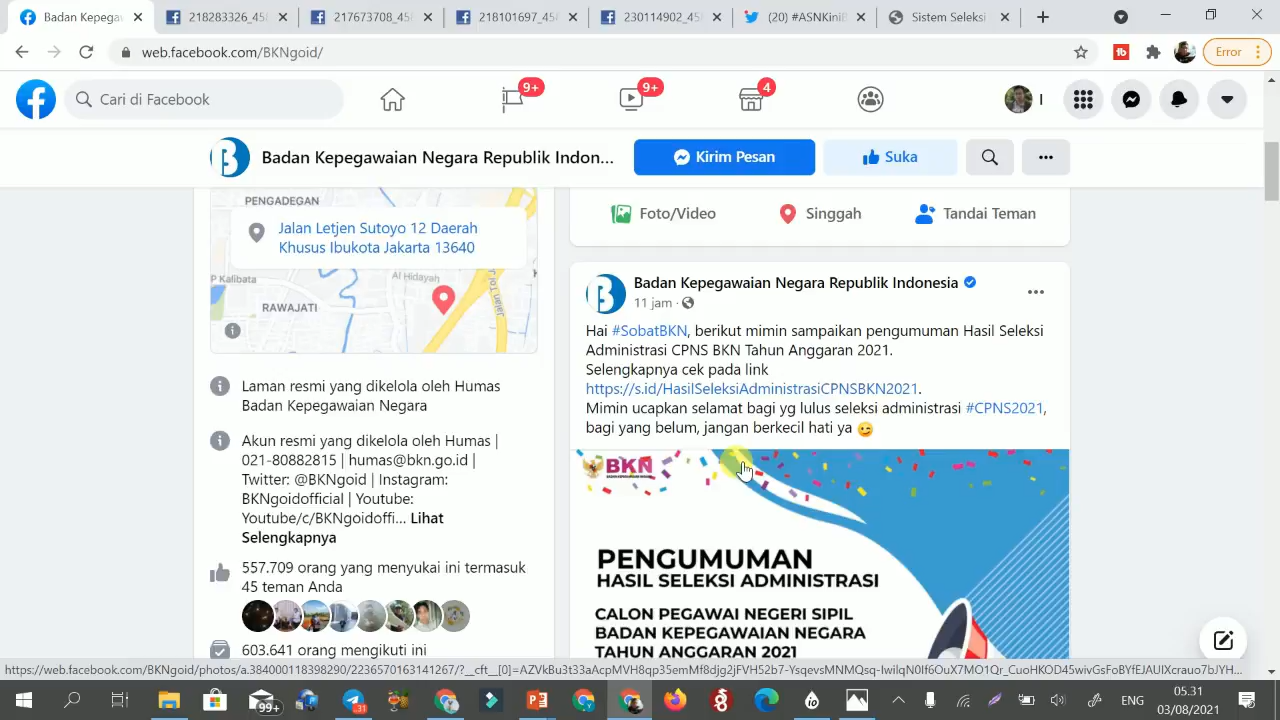 Badan Kepegaw
218283326_45
217673708_45
218101697_45
230114902_45
(20) #ASNKiniB
Sistem Seleksi
web.facebook.com/BKNgoid/
Error
Cari di Facebook
9+
9+
4
I
Badan Kepegawaian Negara Republik Indon...
Kirim Pesan
Suka
PENGADEGAN
Jalan Letjen Sutoyo 12 Daerah
Khusus Ibukota Jakarta 13640
P Kalibata
Al Hidayah
RAWAJATI
Laman resmi yang dikelola oleh Humas
Badan Kepegawaian Negara
Akun resmi yang dikelola oleh Humas |
021-80882815 | humas@bkn.go.id |
Twitter: @BKNgoid | Instagram:
BKNgoidofficial | Youtube:
Youtube/c/BKNgoidoffi... Lihat
Selengkapnya
557.709 orang yang menyukai ini termasuk
45 teman Anda
603.641 orang mengikuti ini
Foto/Video
Singgah
Tandai Teman
Badan Kepegawaian Negara Republik Indonesia
11 jam ·
Hai #SobatBKN, berikut mimin sampaikan pengumuman Hasil Seleksi
Administrasi CPNS BKN Tahun Anggaran 2021.
Selengkapnya cek pada link
https://s.id/HasilSeleksiAdministrasiCPNSBKN2021.
Mimin ucapkan selamat bagi yg lulus seleksi administrasi #CPNS2021,
bagi yang belum, jangan berkecil hati ya
BKN
BADAN KEPEGAWAIAN NEGARA
PENGUMUMAN
HASIL SELEKSI ADMINISTRASI
CALON PEGAWAI NEGERI SIPIL
BADAN KEPEGAWAIAN NEGARA
TAHUN ANGGARAN 2021
99+
31
ENG
05.31
03/08/2021